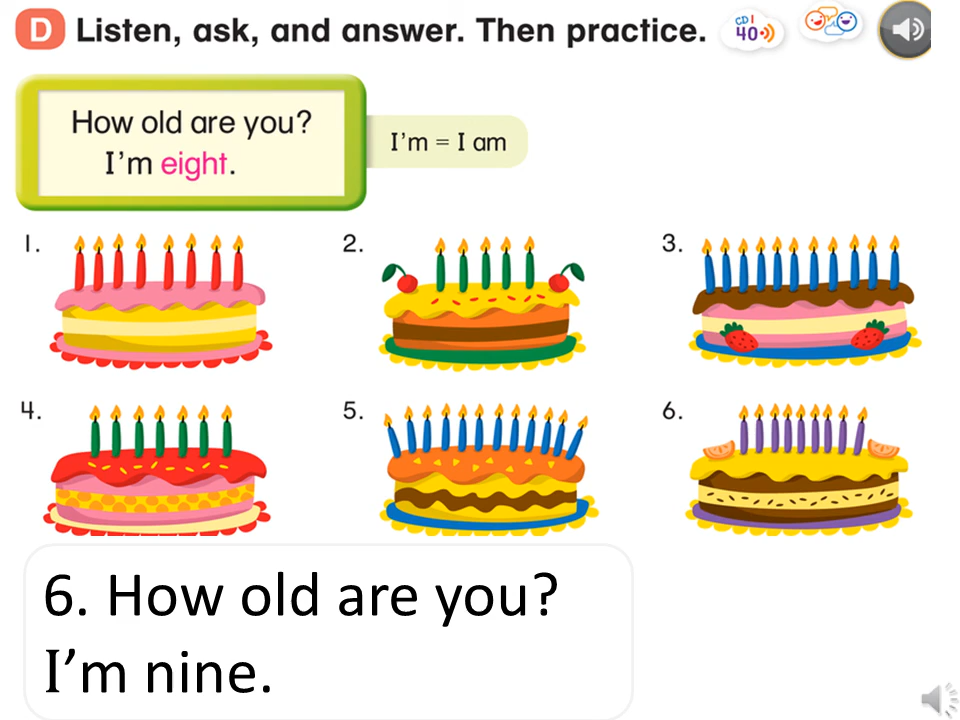 D Listen, ask, and answer. Then practice.
CD 1
40
How old are you?
I'm eight.
I'm = I am
1.
2.
3.
4.
5.
6.
6. How old are you?
I'm nine.